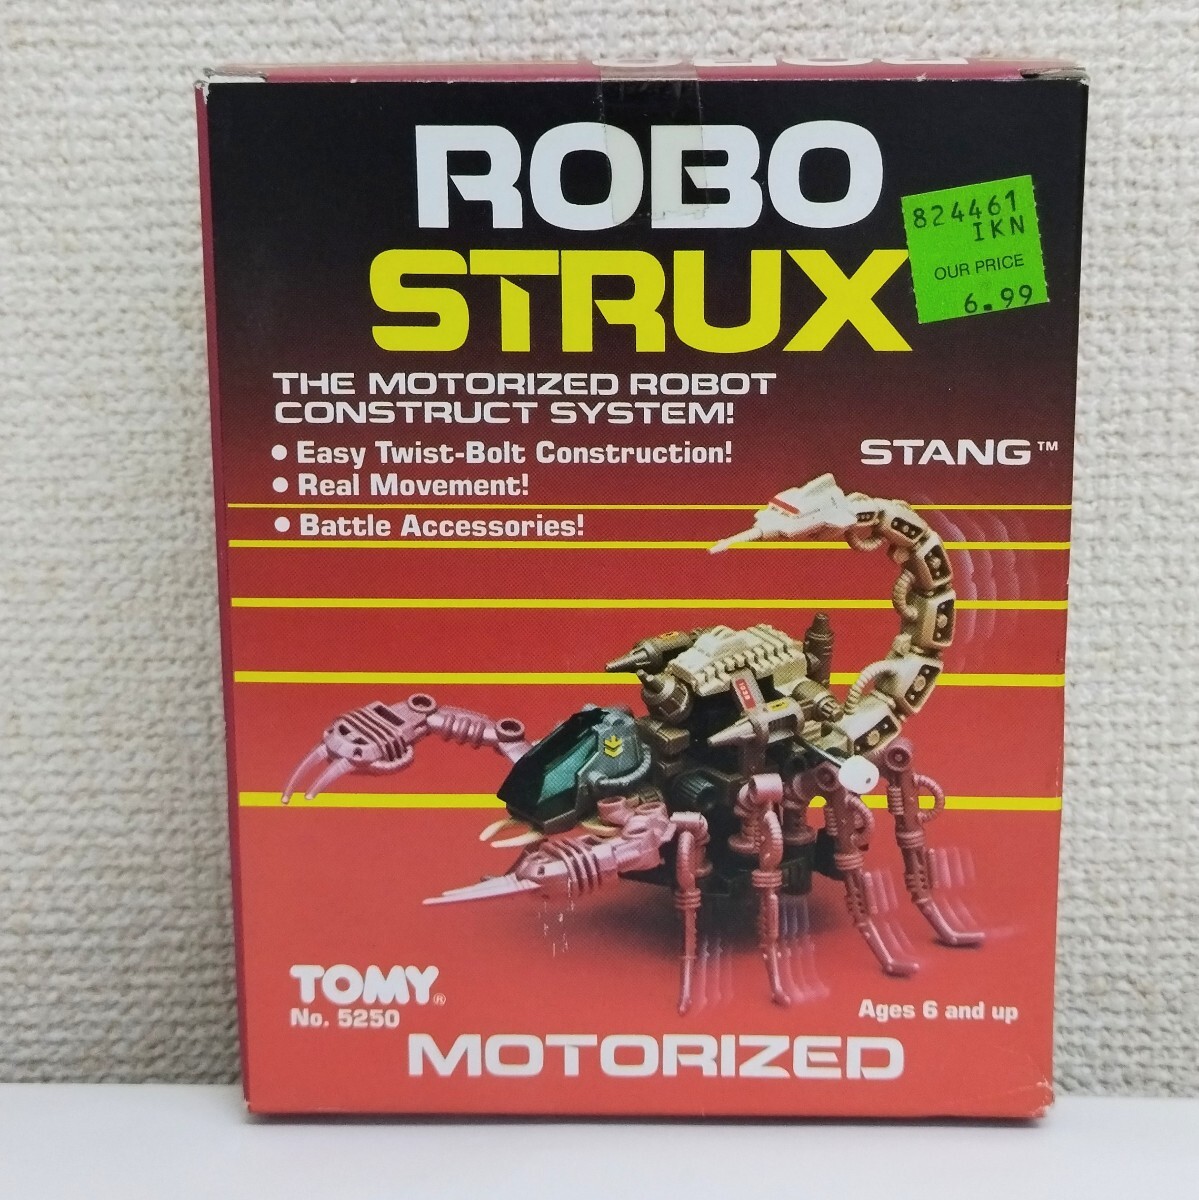 ROBO
STRUX
824461
IKN
OUR PRICE
6.99
THE MOTORIZED ROBOT
CONSTRUCT SYSTEM!
• Easy Twist-Bolt Construction!
• Real Movement!
• Battle Accessories!
STANG™
TOMY®
No. 5250
Ages 6 and up
MOTORIZED